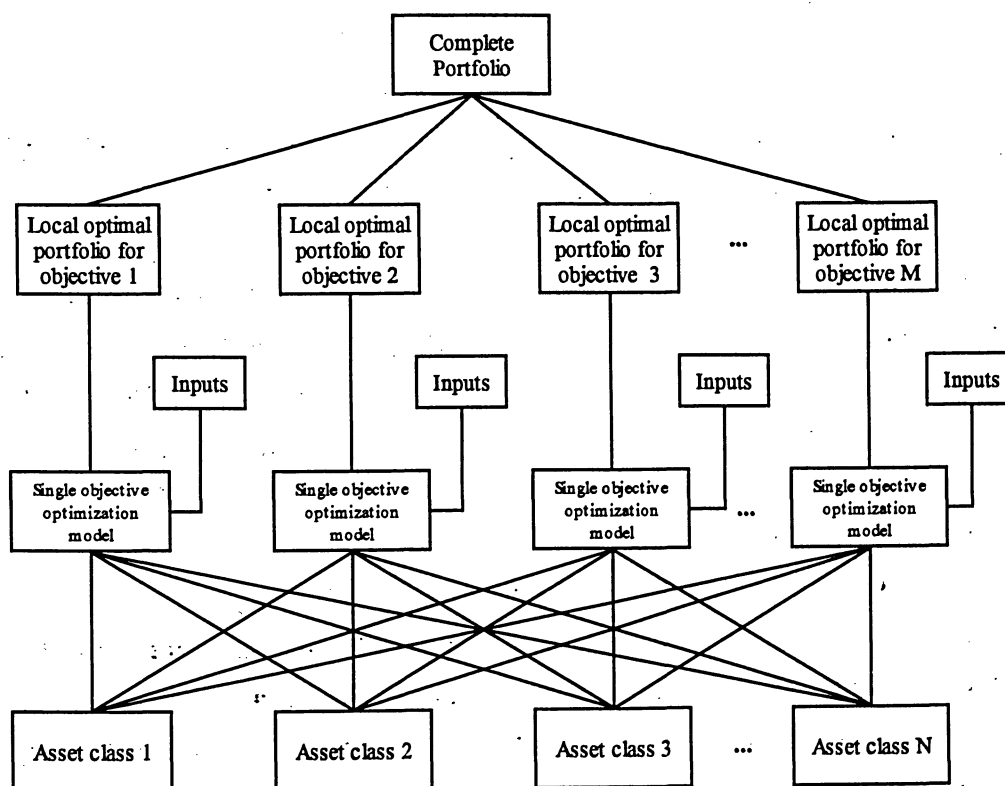 Complete
Portfolio
Local optimal
portfolio for
objective 1
Local optimal
portfolio for
objective 2
Local optimal
portfolio for
objective 3
...
Local optimal
portfolio for
objective M
Inputs
Inputs
Inputs
Inputs
Single objective
optimization
model
Single objective
optimization
model
Single objective
optimization
model
...
Single objective
optimization
model
Asset class 1
Asset class 2
Asset class 3
...
Asset class N